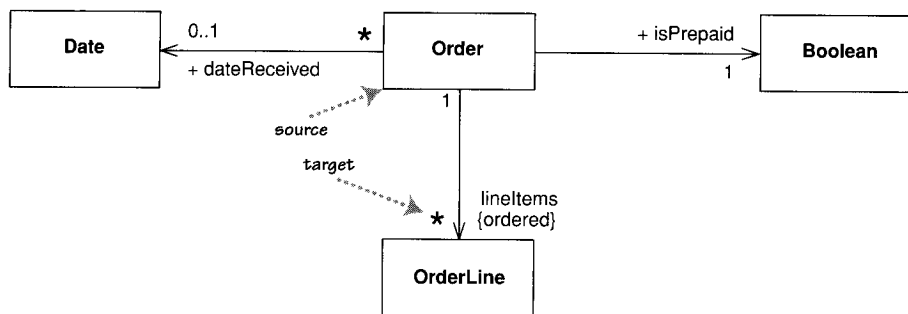 Date
0..1
*
+ dateReceived
Order
1
+ isPrepaid
1
Boolean
source
target
*
lineItems
{ordered}
OrderLine